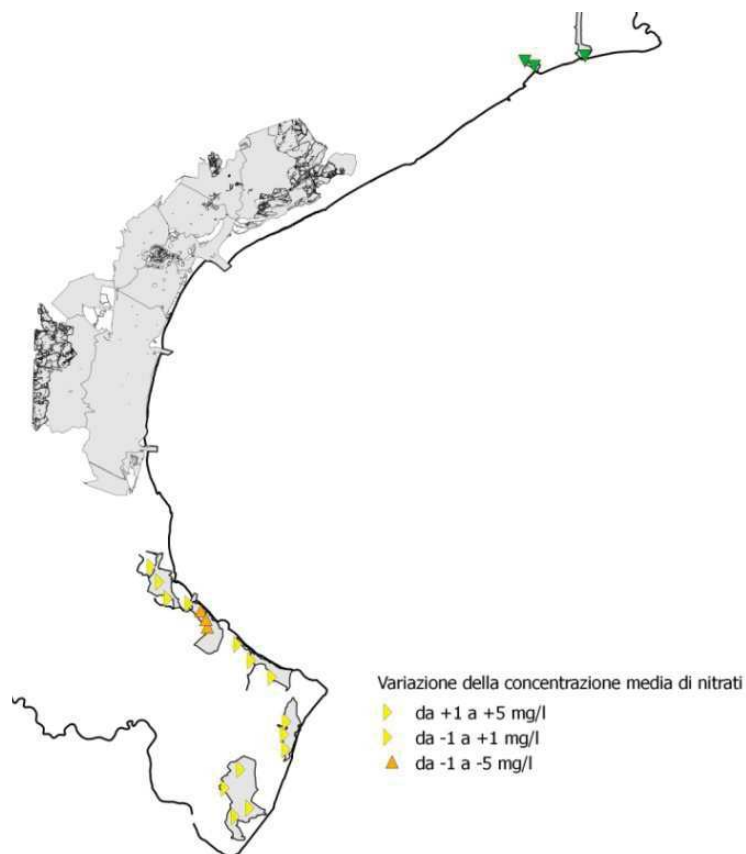 Variazione della concentrazione media di nitrati
da +1 a +5 mg/l
da -1 a +1 mg/l
da -1 a -5 mg/l